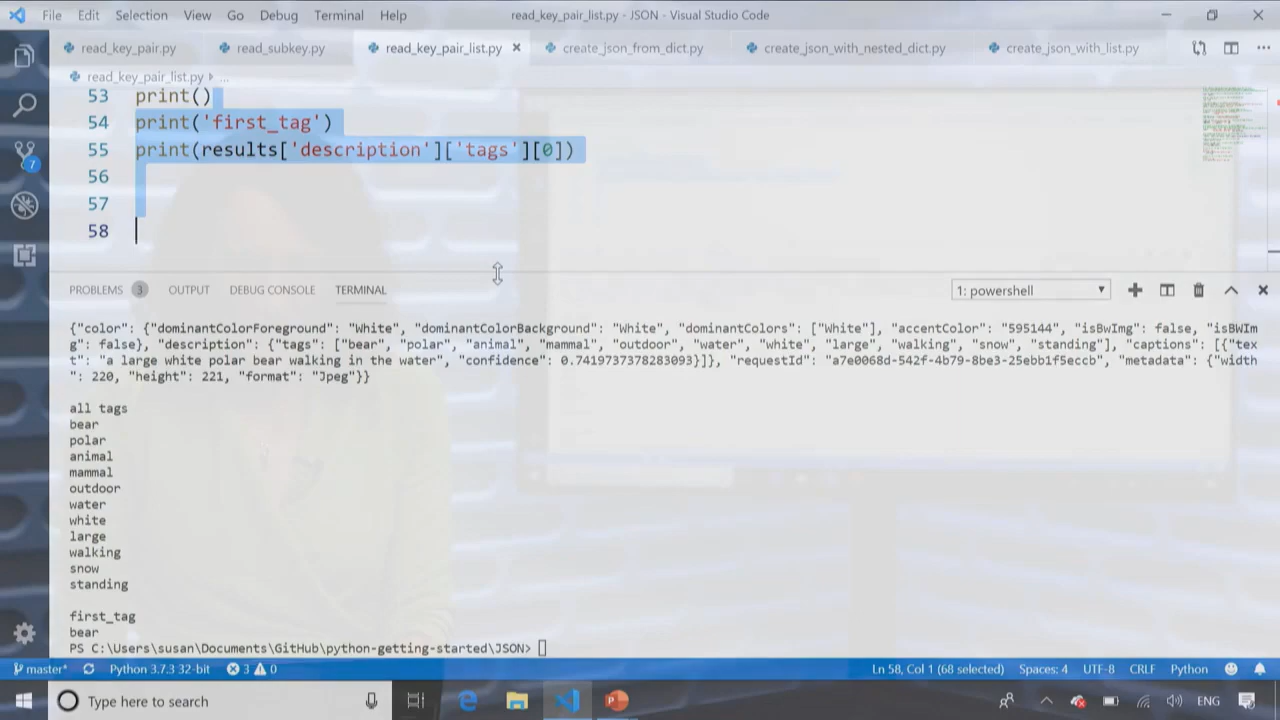 File Edit Selection View Go Debug Terminal Help read_key_pair_list.py - JSON - Visual Studio Code
read_key_pair.py read_subkey.py read_key_pair_list.py create_json_from_dict.py create_json_with_nested_dict.py create_json_with_list.py
read_key_pair_list.py ...
53 print()
54 print('first_tag')
55 print(results['description']['tags'][0])
56
57
58
7
PROBLEMS 3 OUTPUT DEBUG CONSOLE TERMINAL 1: powershell
{"color": {"dominantColorForeground": "White", "dominantColorBackground": "White", "dominantColors": ["White"], "accentColor": "595144", "isBwImg": false, "isBWIm
g": false}, "description": {"tags": ["bear", "polar", "animal", "mammal", "outdoor", "water", "white", "large", "walking", "snow", "standing"], "captions": [{"tex
t": "a large white polar bear walking in the water", "confidence": 0.7419737378283093}]}, "requestId": "a7e0068d-542f-4b79-8be3-25ebb1f5eccb", "metadata": {"width
": 220, "height": 221, "format": "Jpeg"}}
all tags
bear
polar
animal
mammal
outdoor
water
white
large
walking
snow
standing
first_tag
bear
PS C:\Users\susan\Documents\GitHub\python-getting-started\JSON>
master* Python 3.7.3 32-bit 3 0 Ln 58, Col 1 (68 selected) Spaces: 4 UTF-8 CRLF Python
Type here to search ENG